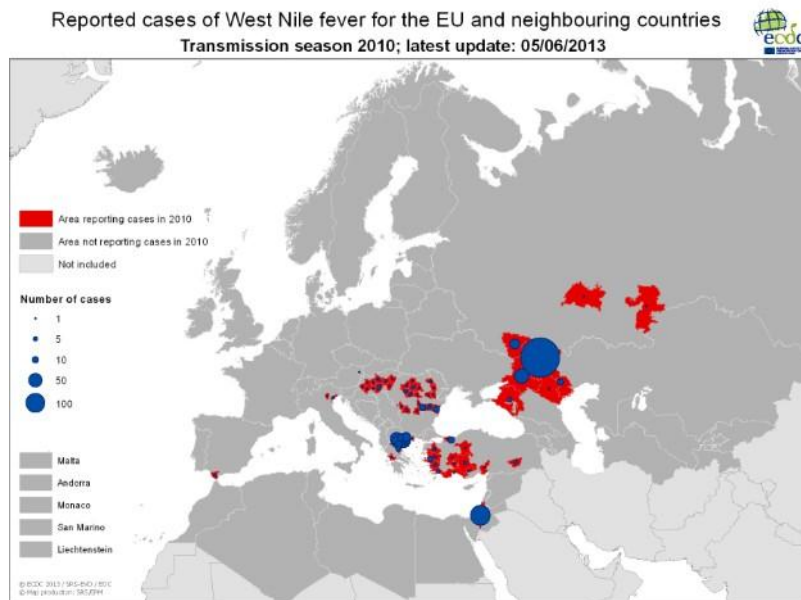 Reported cases of West Nile fever for the EU and neighbouring countries
Transmission season 2010; latest update: 05/06/2013
ecdc
Area reporting cases in 2010
Area not reporting cases in 2010
Not included
Number of cases
1
5
10
50
100
Malta
Andorra
Monaco
San Marino
Liechtenstein